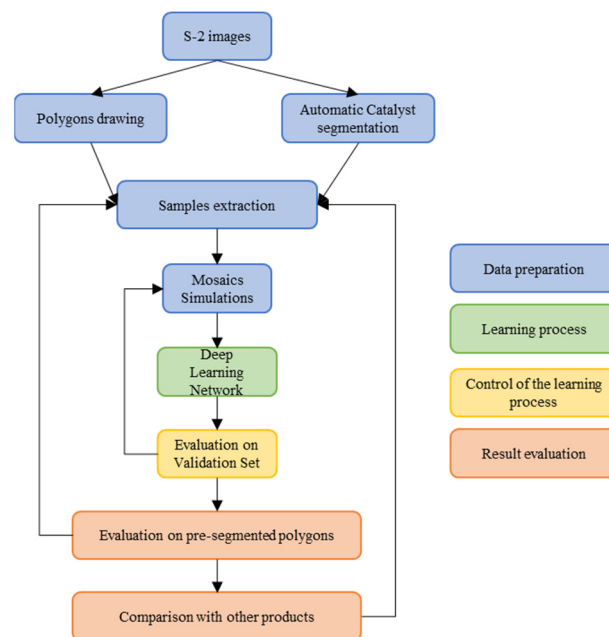 S-2 images
Polygons drawing
Automatic Catalyst
segmentation
Samples extraction
Mosaics
Simulations
Deep
Learning
Network
Evaluation on
Validation Set
Evaluation on pre-segmented polygons
Comparison with other products
Data preparation
Learning process
Control of the learning
process
Result evaluation